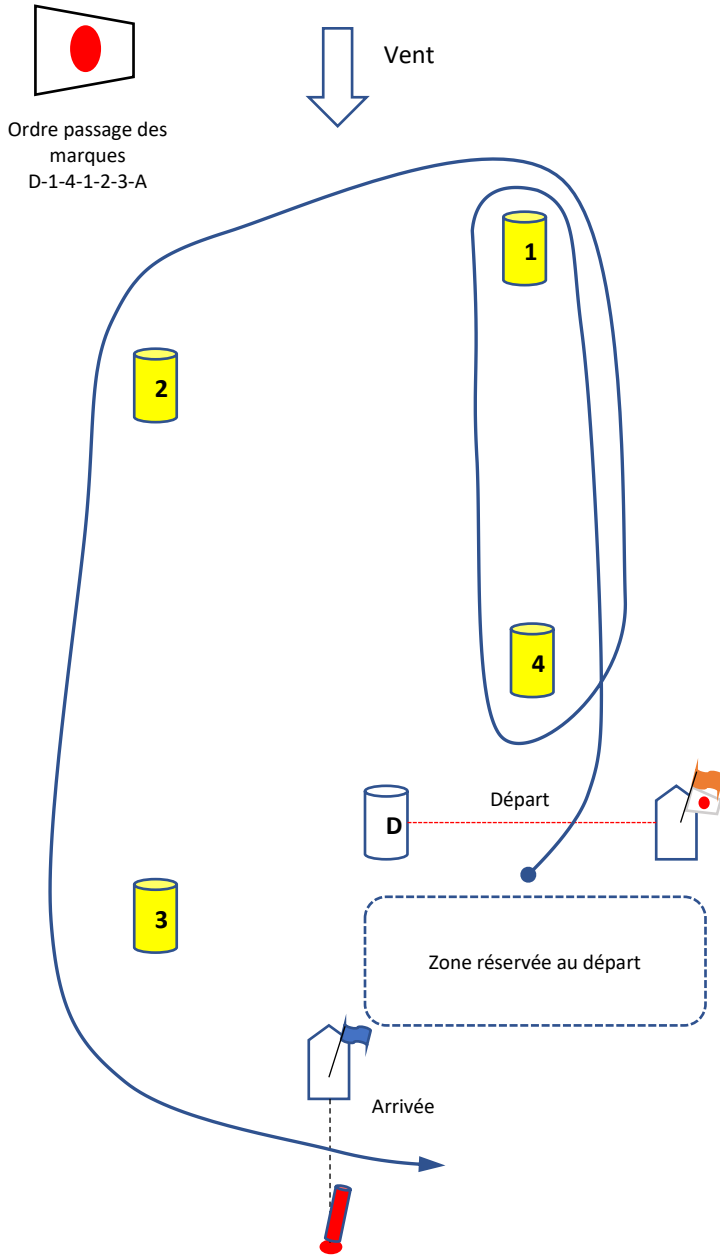 Vent
Ordre passage des
marques
D-1-4-1-2-3-A
1
2
4
Départ
D
3
Zone réservée au départ
Arrivée